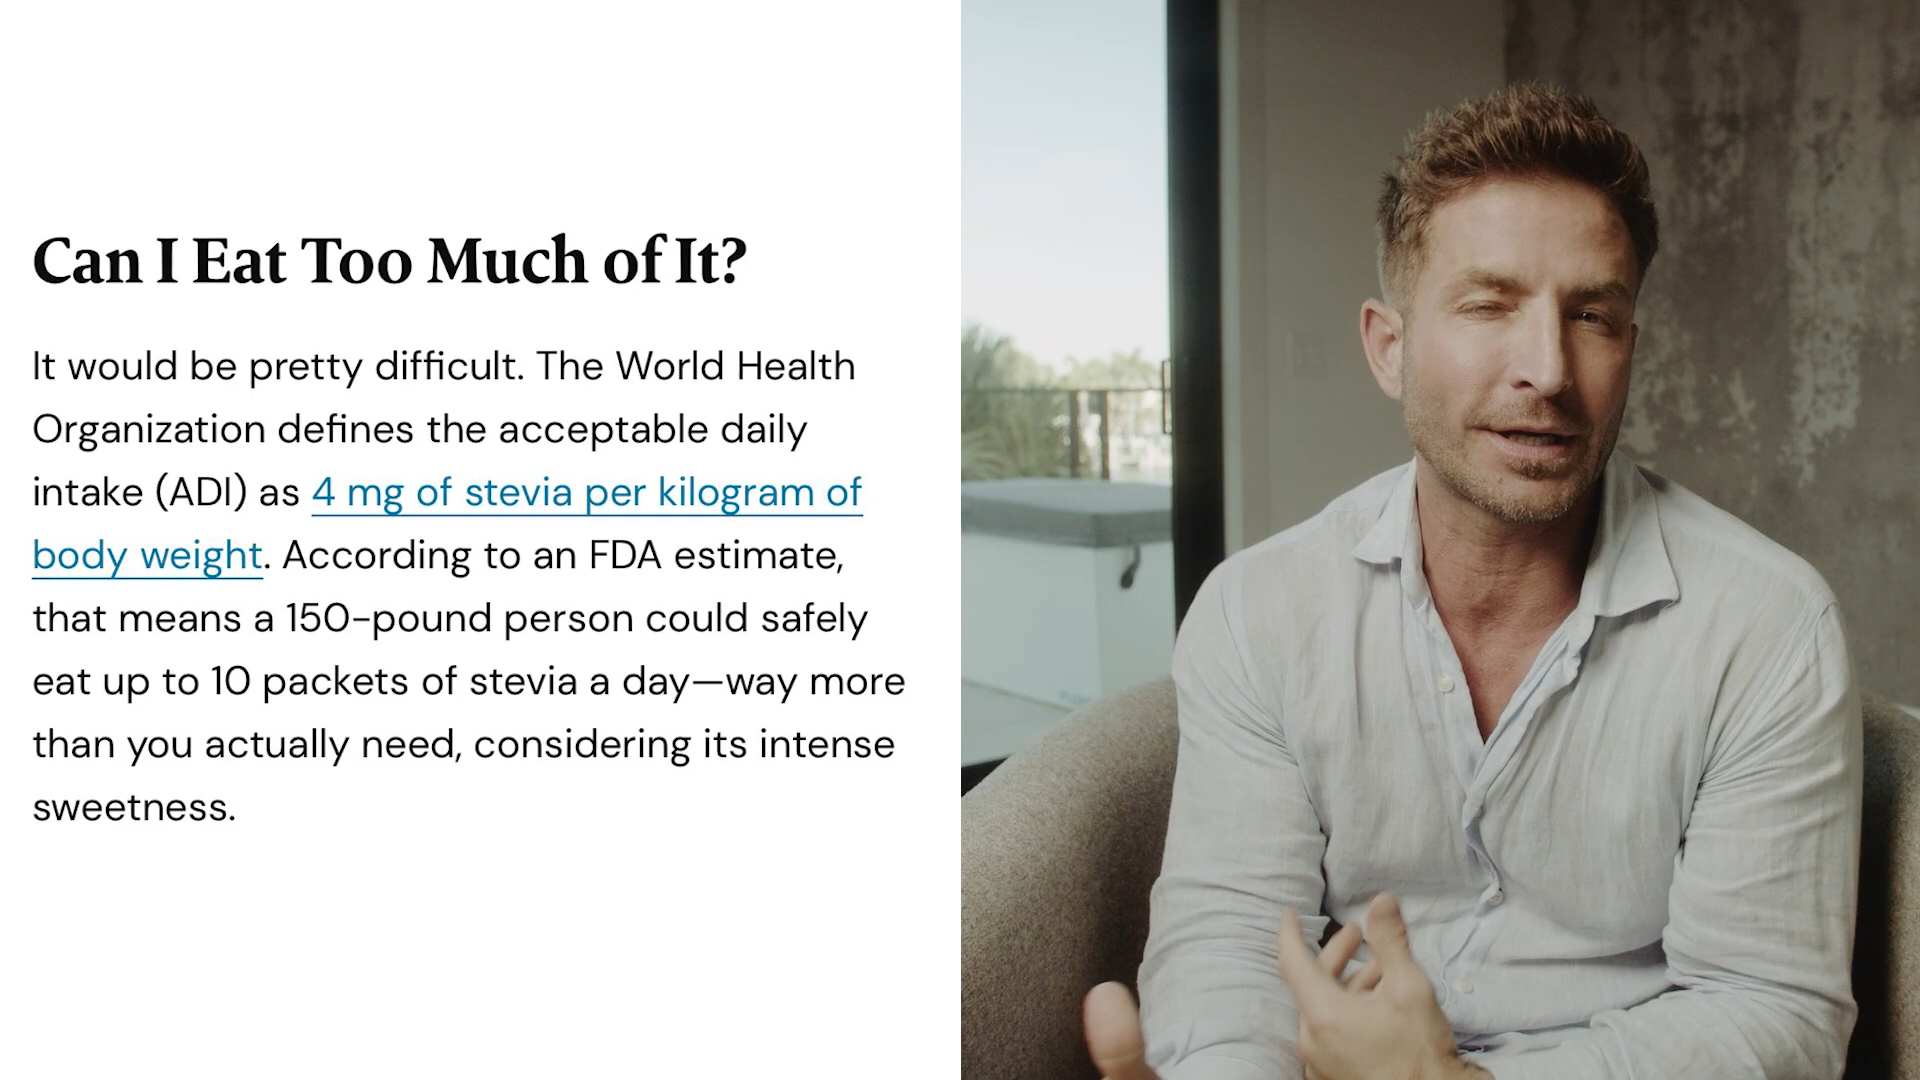 Can I Eat Too Much of It?
It would be pretty difficult. The World Health
Organization defines the acceptable daily
intake (ADI) as 4 mg of stevia per kilogram of
body weight. According to an FDA estimate,
that means a 150-pound person could safely
eat up to 10 packets of stevia a day—way more
than you actually need, considering its intense
sweetness.